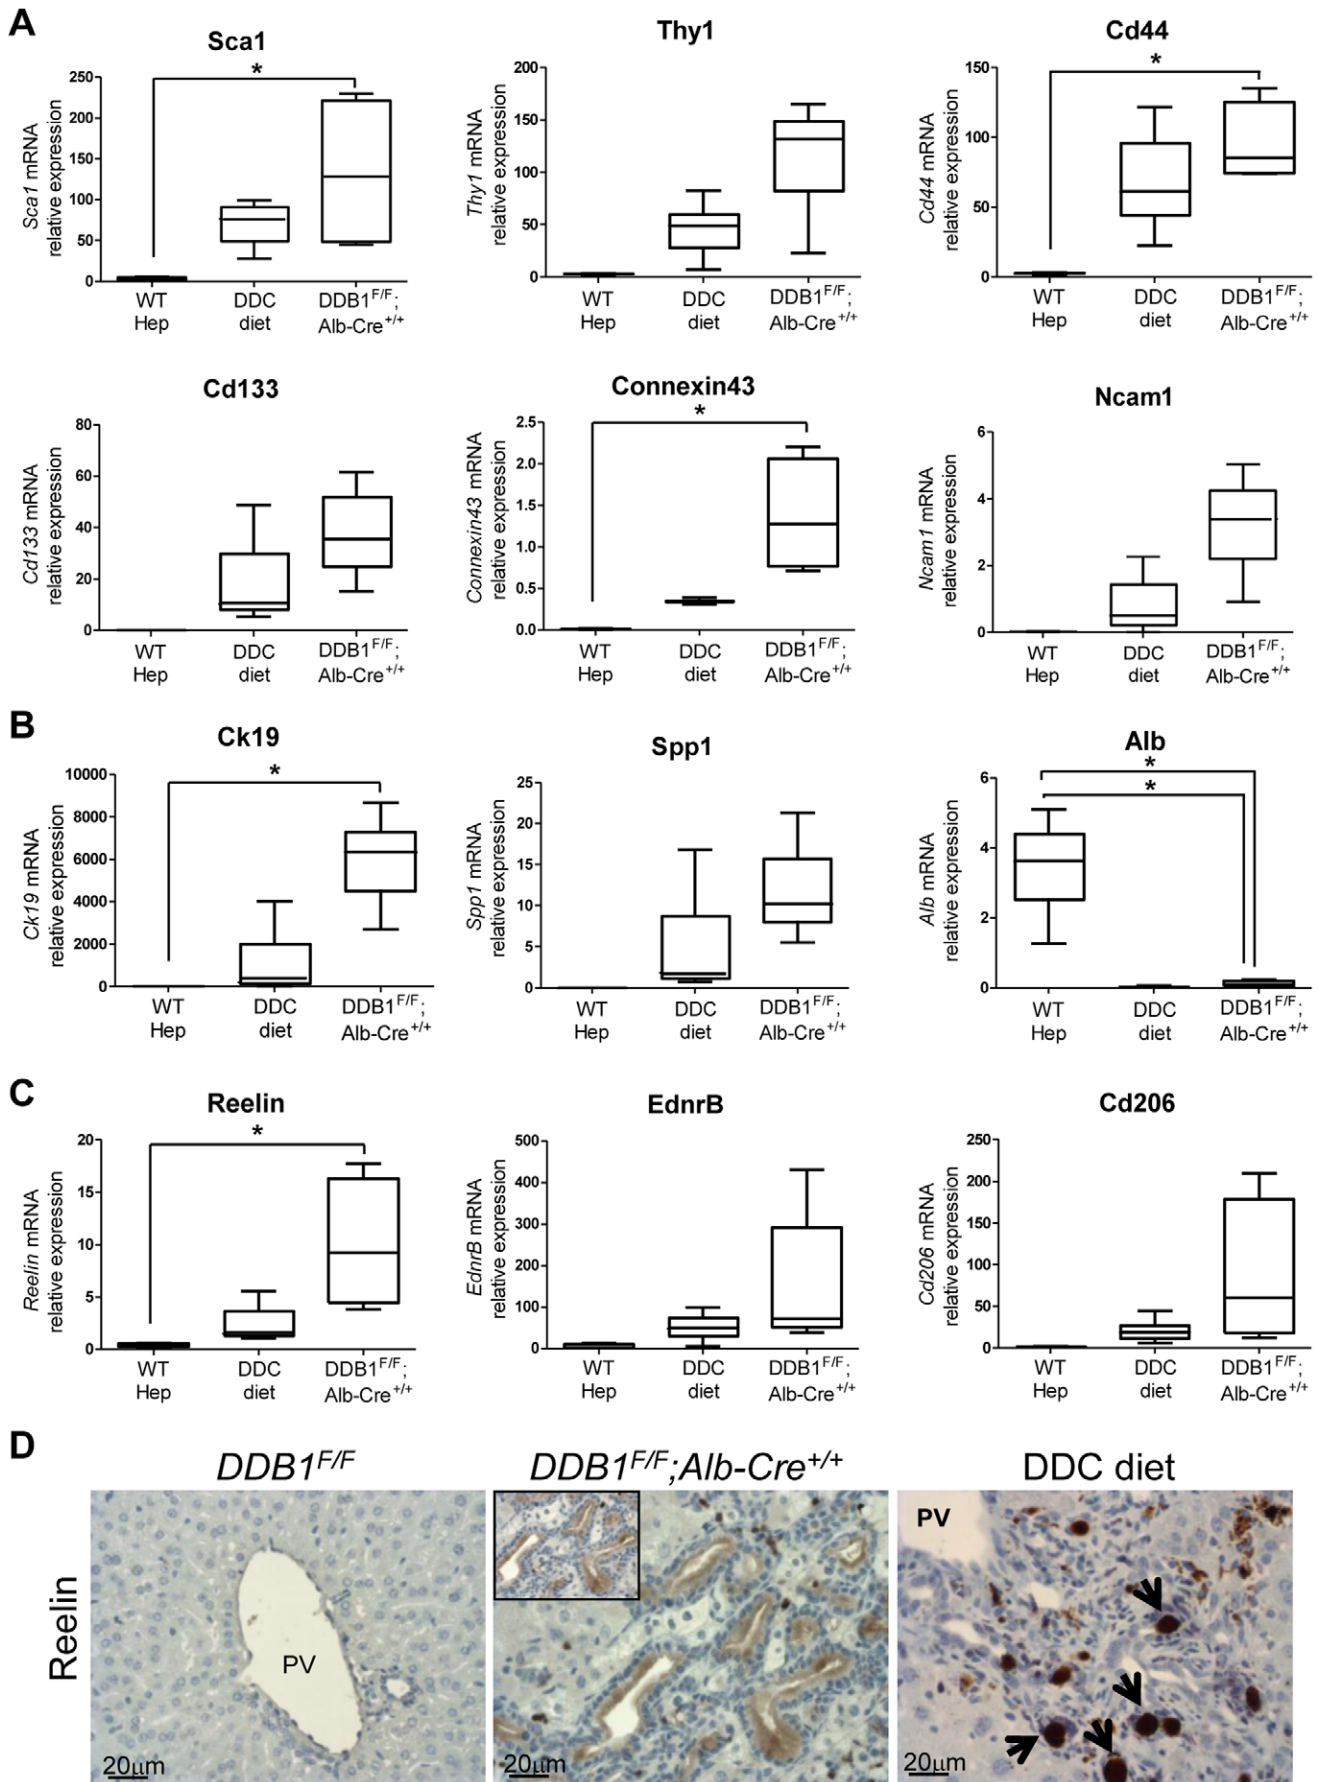 A
Sca1
Sca1 mRNA
relative expression
250
200
150
100
50
0
*
WT
Hep
DDC
diet
DDB1F/F;
Alb-Cre+/+
Thy1
Thy1 mRNA
relative expression
200
150
100
50
0
WT
Hep
DDC
diet
DDB1F/F;
Alb-Cre+/+
Cd44
Cd44 mRNA
relative expression
150
100
50
0
*
WT
Hep
DDC
diet
DDB1F/F;
Alb-Cre+/+
Cd133
Cd133 mRNA
relative expression
80
60
40
20
0
WT
Hep
DDC
diet
DDB1F/F;
Alb-Cre+/+
Connexin43
Connexin43 mRNA
relative expression
2.5
2.0
1.5
1.0
0.5
0.0
*
WT
Hep
DDC
diet
DDB1F/F;
Alb-Cre+/+
Ncam1
Ncam1 mRNA
relative expression
6
4
2
0
WT
Hep
DDC
diet
DDB1F/F;
Alb-Cre+/+
B
Ck19
Ck19 mRNA
relative expression
10000
8000
6000
4000
2000
0
*
WT
Hep
DDC
diet
DDB1F/F;
Alb-Cre+/+
Spp1
Spp1 mRNA
relative expression
25
20
15
10
5
0
WT
Hep
DDC
diet
DDB1F/F;
Alb-Cre+/+
Alb
Alb mRNA
relative expression
6
4
2
0
*
*
WT
Hep
DDC
diet
DDB1F/F;
Alb-Cre+/+
C
Reelin
Reelin mRNA
relative expression
20
15
10
5
0
*
WT
Hep
DDC
diet
DDB1F/F;
Alb-Cre+/+
EdnrB
EdnrB mRNA
relative expression
500
400
300
200
100
0
WT
Hep
DDC
diet
DDB1F/F;
Alb-Cre+/+
Cd206
Cd206 mRNA
relative expression
250
200
150
100
50
0
WT
Hep
DDC
diet
DDB1F/F;
Alb-Cre+/+
D
DDB1F/F
DDB1F/F;Alb-Cre+/+
DDC diet
Reelin
PV
20µm
20µm
PV
20µm